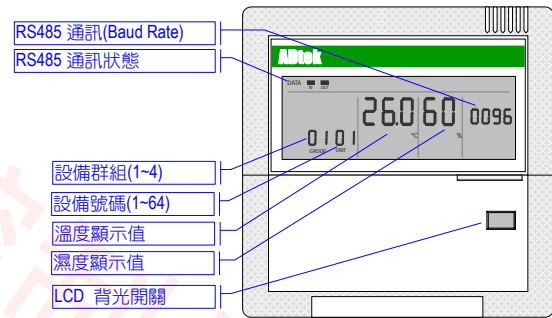 RS485 通訊(Baud Rate)
RS485 通訊狀態
設備群組(1~4)
設備號碼(1~64)
溫度顯示值
濕度顯示值
LCD 背光開關
ADtek
DATA IN OUT
26.0 60 0096
°C %
0101
GROUP UNIT